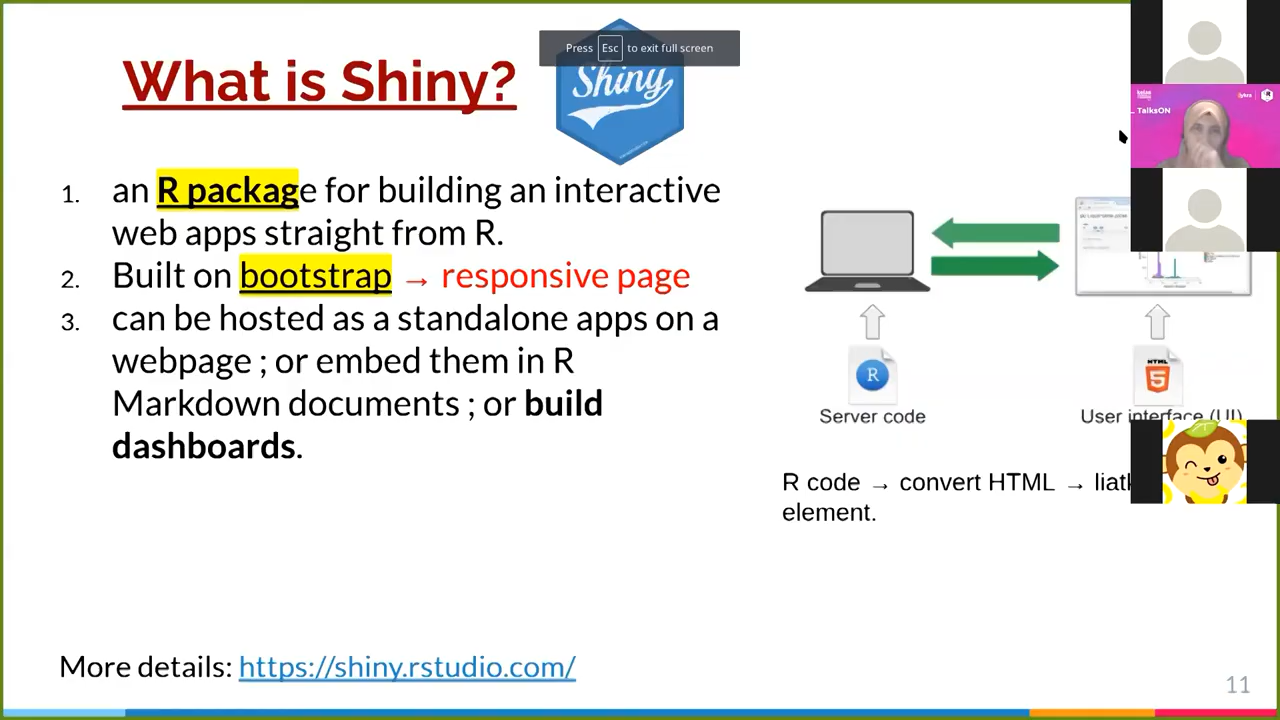 What is Shiny?
Shiny
Press Esc to exit full screen
TalksON
1. an R package for building an interactive
web apps straight from R.
2. Built on bootstrap → responsive page
3. can be hosted as a standalone apps on a
webpage ; or embed them in R
Markdown documents ; or build
dashboards.
R
HTML
5
Server code
User interface (UI)
R code → convert HTML →
element.
More details: https://shiny.rstudio.com/
11